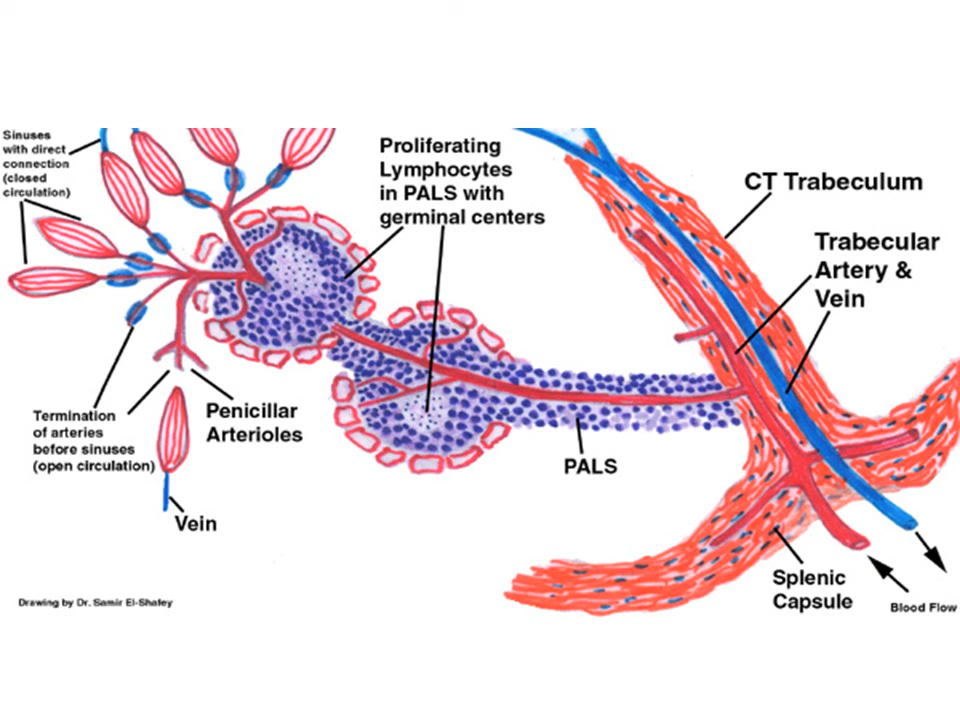 Sinuses
with direct
connection
(closed
circulation)
Proliferating
Lymphocytes
in PALS with
germinal centers
CT Trabeculum
Trabecular
Artery &
Vein
Termination
of arteries
before sinuses
(open circulation)
Penicillar
Arterioles
PALS
Vein
Splenic
Capsule
Blood Flow
Drawing by Dr. Samir El-Shafey